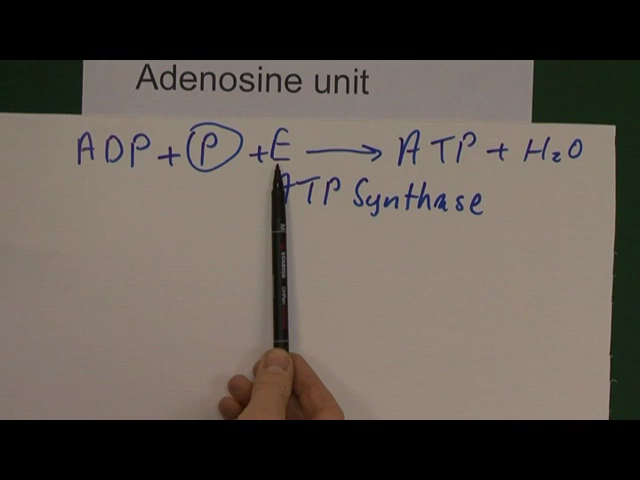 Adenosine unit
ADP + P + E → ATP + H₂O
ATP Synthase